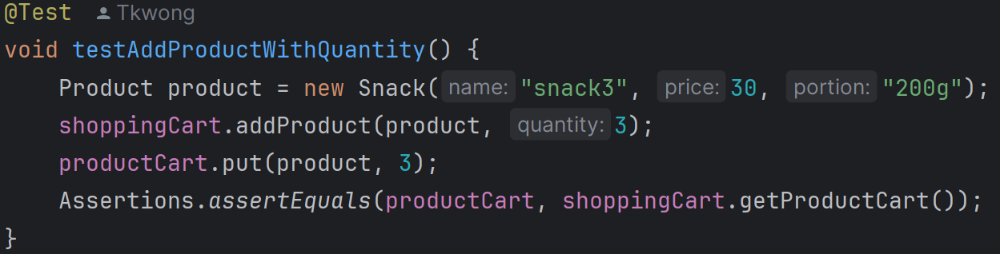 @Test Tkwong
void testAddProductWithQuantity() {
    Product product = new Snack( name: "snack3", price: 30, portion: "200g");
    shoppingCart.addProduct(product, quantity: 3);
    productCart.put(product, 3);
    Assertions.assertEquals(productCart, shoppingCart.getProductCart());
}